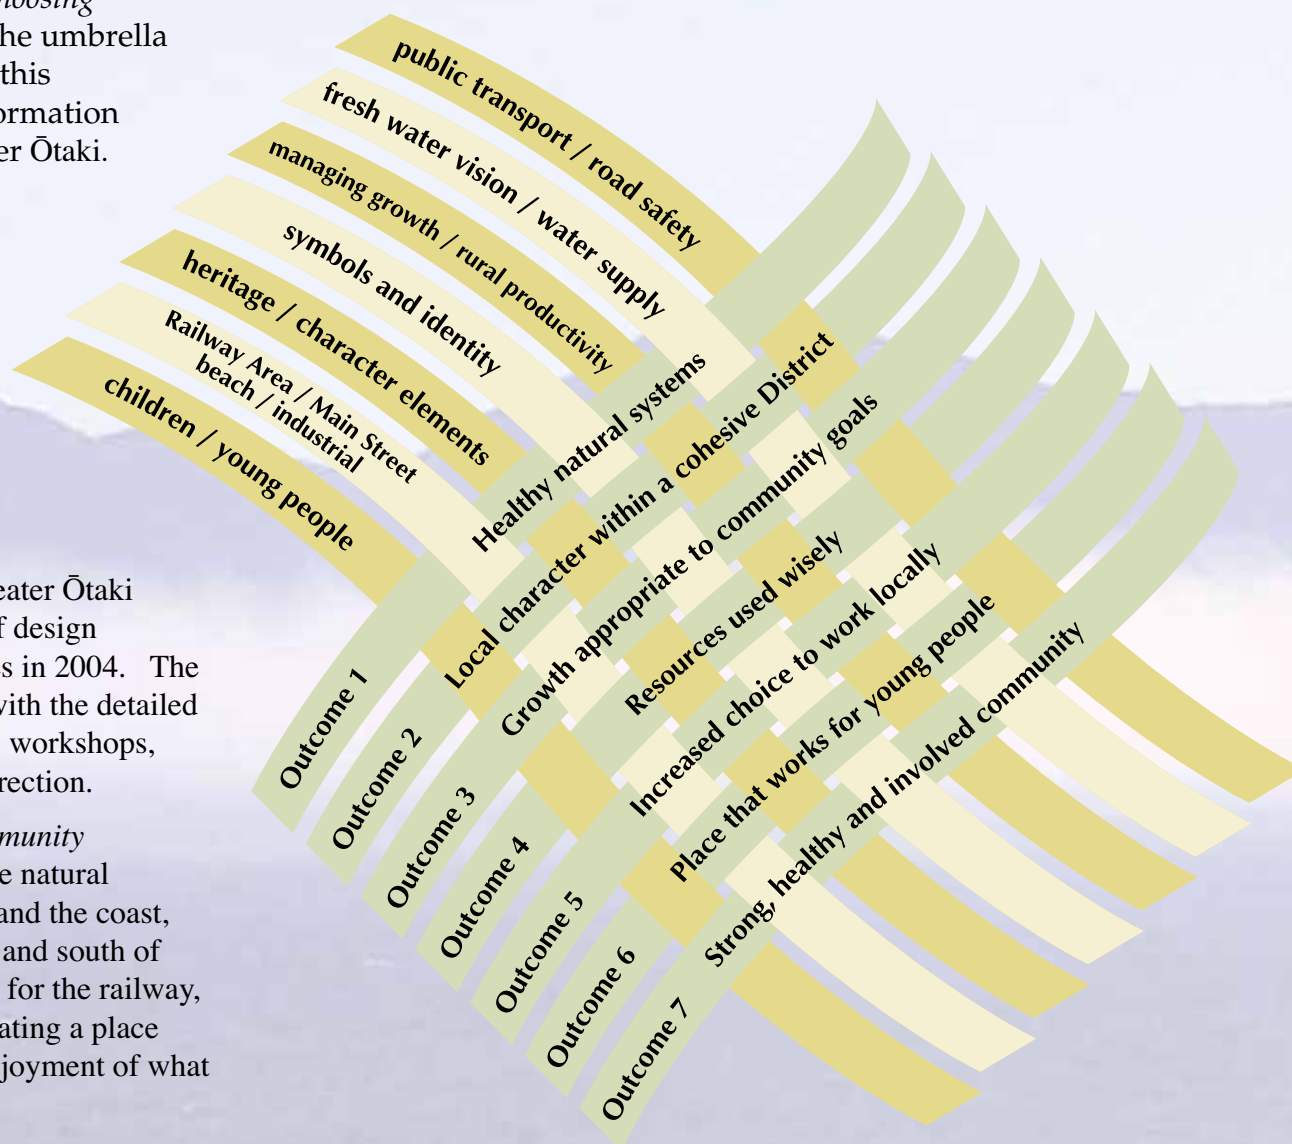 he umbrella
this
er Ōtaki.
eater Ōtaki
f design
s in 2004. The
with the detailed
workshops,
munity
e natural
and the coast,
and south of
for the railway,
ating a place
joyment of what
public transport / road safety
fresh water vision / water supply
managing growth / rural productivity
symbols and identity
heritage / character elements
Railway Area / Main Street
beach / industrial
children / young people
Outcome 1
Healthy natural systems
Outcome 2
Local character within a cohesive District
Outcome 3
Growth appropriate to community goals
Outcome 4
Resources used wisely
Outcome 5
Increased choice to work locally
Outcome 6
Place that works for young people
Outcome 7
Strong, healthy and involved community